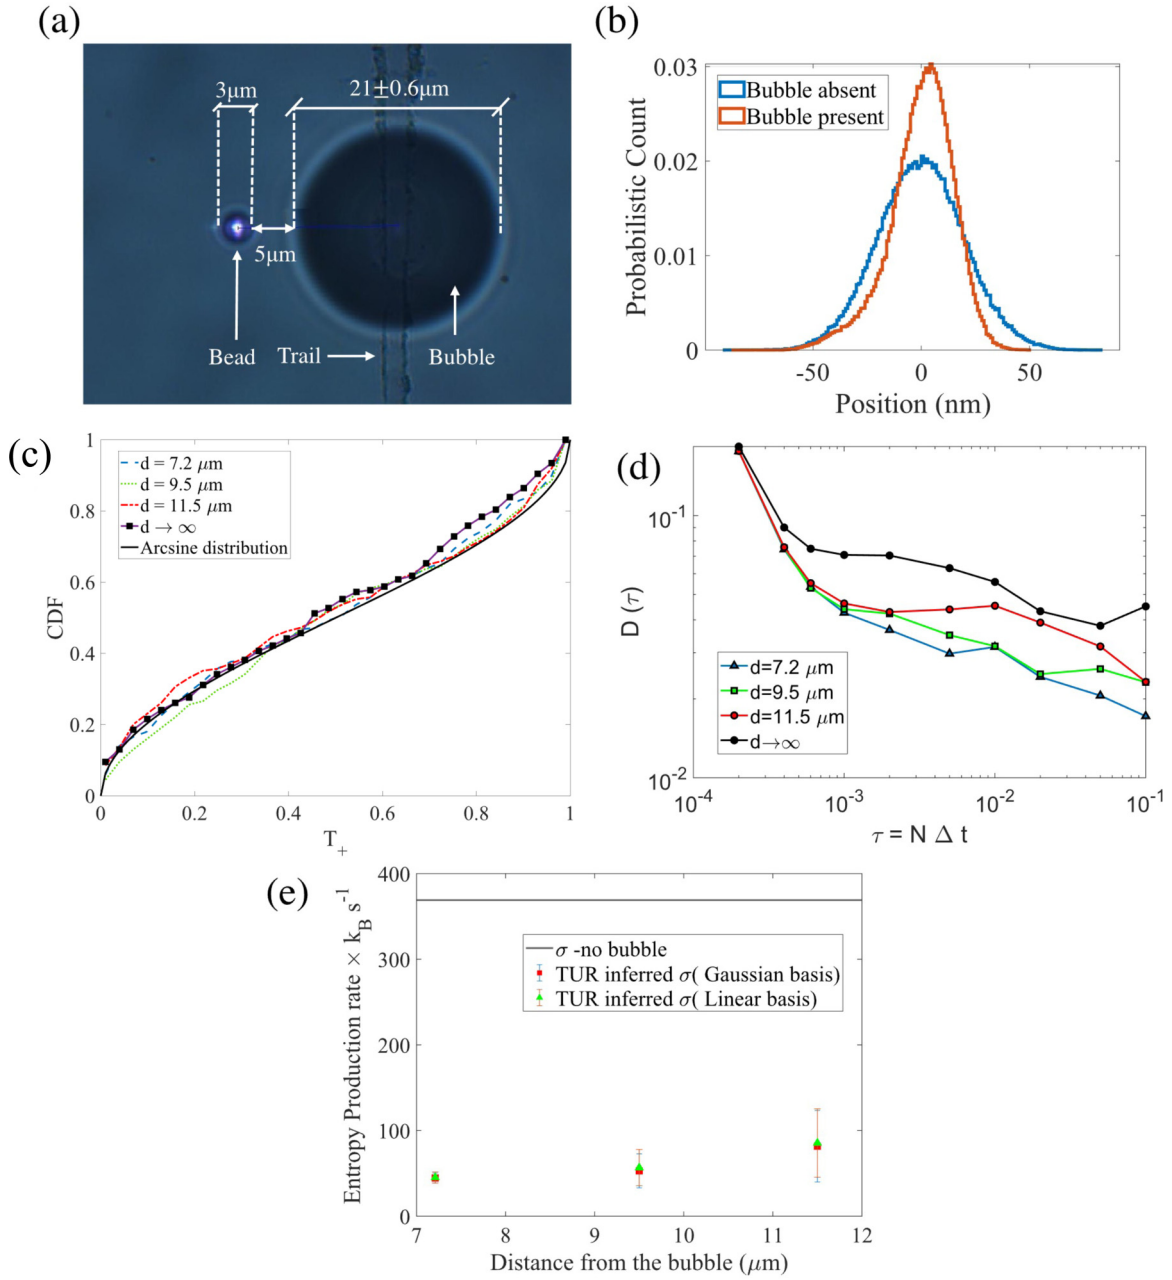 (a)
3μm
21±0.6μm
5μm
Bead
Trail
Bubble
(b)
Bubble absent
Bubble present
Probabilistic Count
0.03
0.02
0.01
0
-50
0
50
Position (nm)
(c)
CDF
1
0.8
0.6
0.4
0.2
0
d = 7.2 μm
d = 9.5 μm
d = 11.5 μm
d → ∞
Arcsine distribution
0
0.2
0.4
0.6
0.8
1
T₊
(d)
D (τ)
10⁻¹
10⁻²
d=7.2 μm
d=9.5 μm
d=11.5 μm
d→∞
10⁻⁴
10⁻³
10⁻²
10⁻¹
τ = N Δ t
(e)
Entropy Production rate × k_B s⁻¹
400
300
200
100
0
σ -no bubble
TUR inferred σ( Gaussian basis)
TUR inferred σ( Linear basis)
7
8
9
10
11
12
Distance from the bubble (μm)